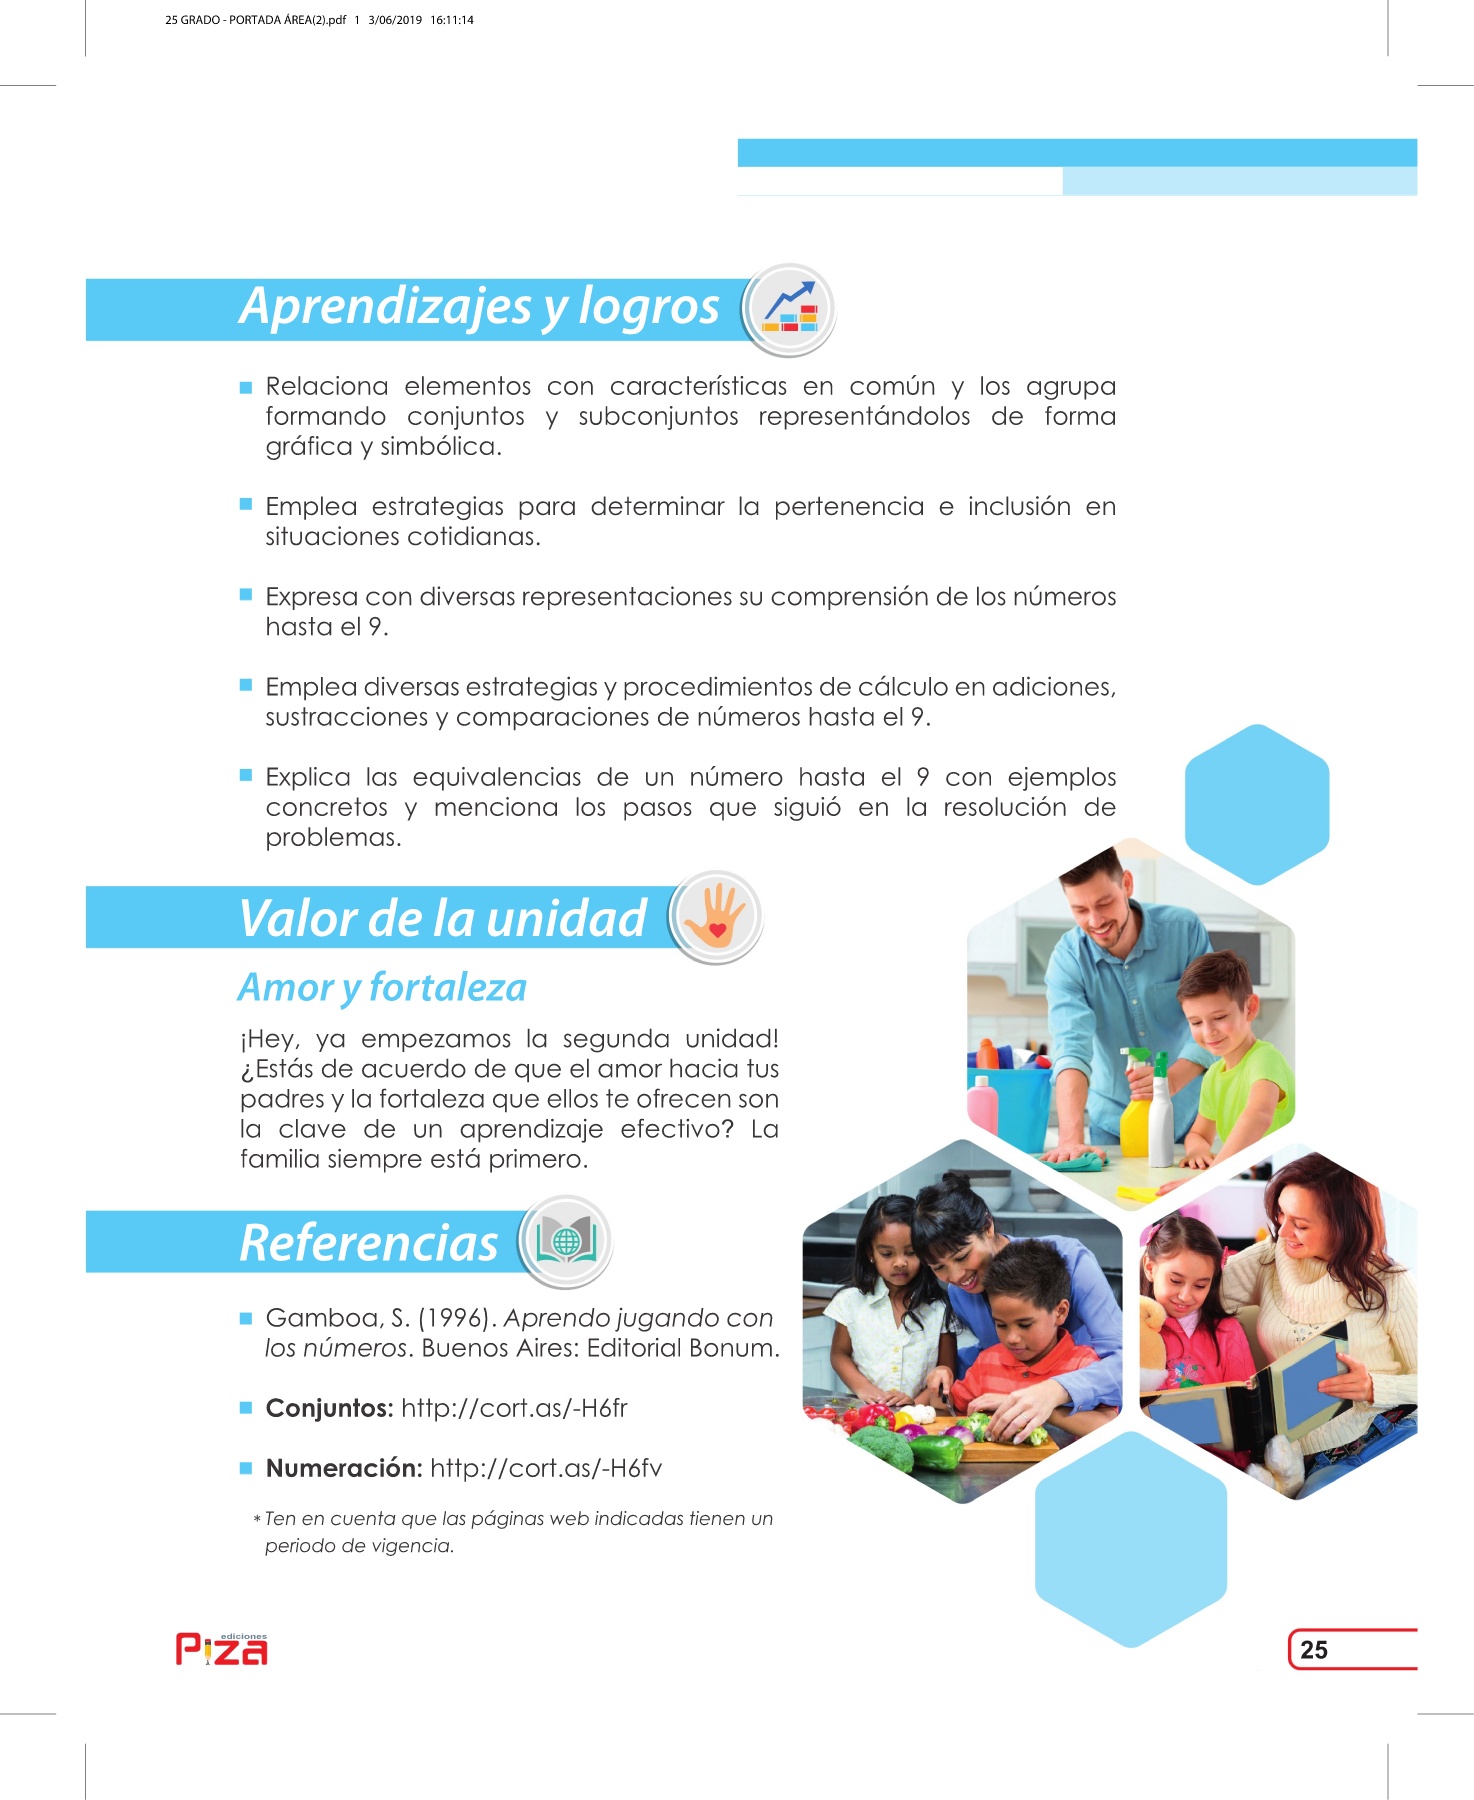 25 GRADO - PORTADA ÁREA(2).pdf 1 3/06/2019 16:11:14
Aprendizajes y logros
Relaciona elementos con características en común y los agrupa
formando conjuntos y subconjuntos representándolos de forma
gráfica y simbólica.
Emplea estrategias para determinar la pertenencia e inclusión en
situaciones cotidianas.
Expresa con diversas representaciones su comprensión de los números
hasta el 9.
Emplea diversas estrategias y procedimientos de cálculo en adiciones,
sustracciones y comparaciones de números hasta el 9.
Explica las equivalencias de un número hasta el 9 con ejemplos
concretos y menciona los pasos que siguió en la resolución de
problemas.
Valor de la unidad
Amor y fortaleza
¡Hey, ya empezamos la segunda unidad!
¿Estás de acuerdo de que el amor hacia tus
padres y la fortaleza que ellos te ofrecen son
la clave de un aprendizaje efectivo? La
familia siempre está primero.
Referencias
Gamboa, S. (1996). Aprendo jugando con
los números. Buenos Aires: Editorial Bonum.
Conjuntos: http://cort.as/-H6fr
Numeración: http://cort.as/-H6fv
* Ten en cuenta que las páginas web indicadas tienen un
periodo de vigencia.
ediciones
Piza
25